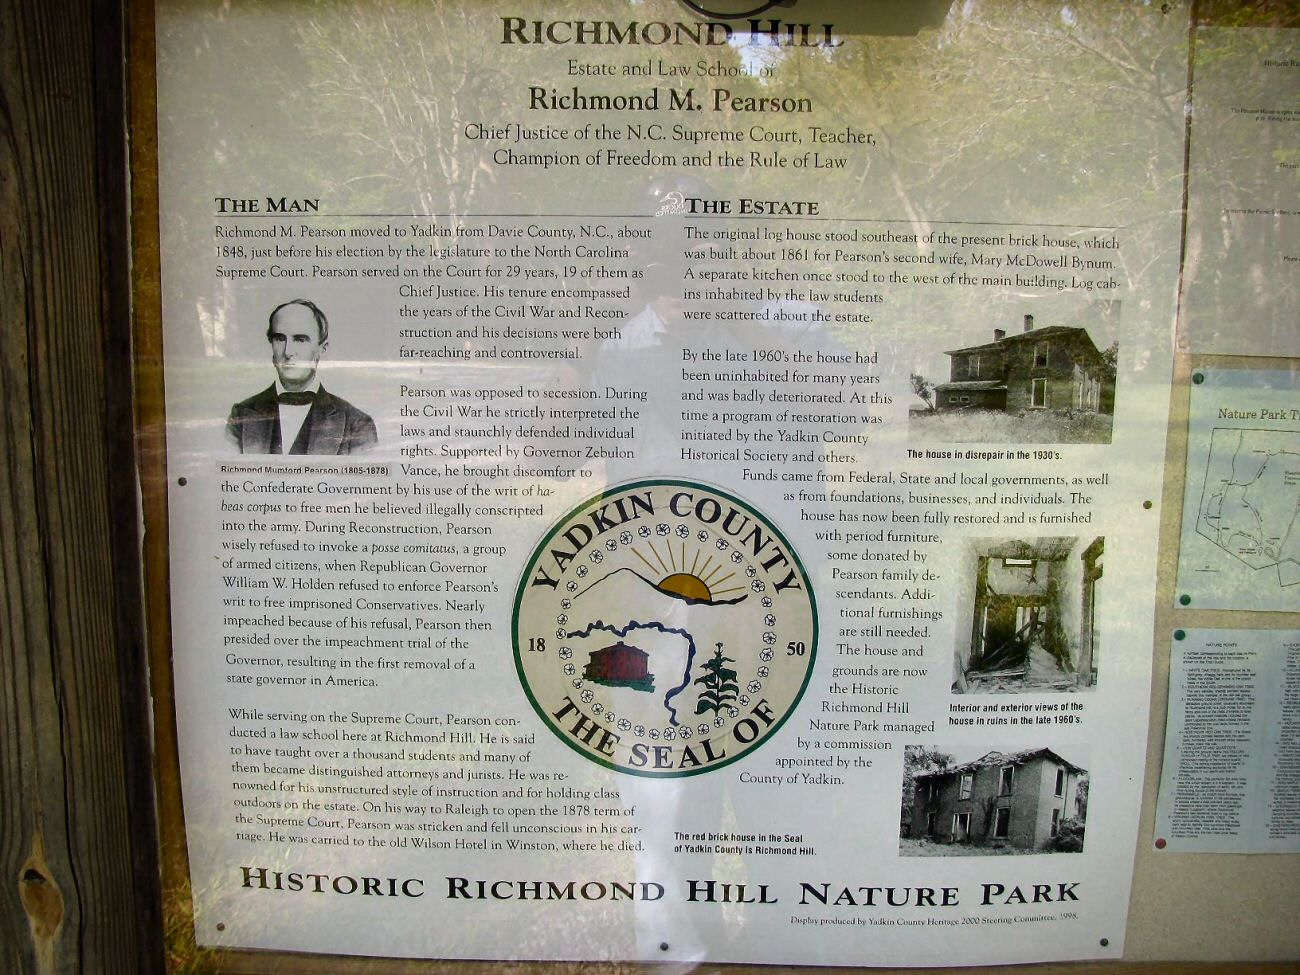 RICHMOND HILL
Estate and Law School of
Richmond M. Pearson
Chief Justice of the N.C. Supreme Court, Teacher,
Champion of Freedom and the Rule of Law
THE MAN
Richmond M. Pearson moved to Yadkin from Davie County, N.C., about
1848, just before his election by the legislature to the North Carolina
Supreme Court. Pearson served on the Court for 29 years, 19 of them as
Chief Justice. His tenure encompassed
the years of the Civil War and Recon-
struction and his decisions were both
far-reaching and controversial.
Pearson was opposed to secession. During
the Civil War he strictly interpreted the
laws and staunchly defended individual
rights. Supported by Governor Zebulon
Richmond Mumford Pearson (1805-1878)
Vance, he brought discomfort to
the Confederate Government by his use of the writ of ha-
beas corpus to free men he believed illegally conscripted
into the army. During Reconstruction, Pearson
wisely refused to invoke a posse comitatus, a group
of armed citizens, when Republican Governor
William W. Holden refused to enforce Pearson's
writ to free imprisoned Conservatives. Nearly
impeached because of his refusal, Pearson then
presided over the impeachment trial of the
Governor, resulting in the first removal of a
state governor in America.
While serving on the Supreme Court, Pearson con-
ducted a law school here at Richmond Hill. He is said
to have taught over a thousand students and many of
them became distinguished attorneys and jurists. He was re-
nowned for his unstructured style of instruction and for holding class
outdoors on the estate. On his way to Raleigh to open the 1878 term of
the Supreme Court, Pearson was stricken and fell unconscious in his car-
riage. He was carried to the old Wilson Hotel in Winston, where he died.
THE ESTATE
The original log house stood southeast of the present brick house, which
was built about 1861 for Pearson's second wife, Mary McDowell Bynum.
A separate kitchen once stood to the west of the main building. Log cab-
ins inhabited by the law students
were scattered about the estate.
By the late 1960's the house had
been uninhabited for many years
and was badly deteriorated. At this
time a program of restoration was
initiated by the Yadkin County
Historical Society and others.
The house in disrepair in the 1930's.
Funds came from Federal, State and local governments, as well
as from foundations, businesses, and individuals. The
house has now been fully restored and is furnished
with period furniture,
some donated by
Pearson family de-
scendants. Addi-
tional furnishings
are still needed.
The house and
grounds are now
the Historic
Richmond Hill
Nature Park managed
by a commission
appointed by the
County of Yadkin.
Interior and exterior views of the
house in ruins in the late 1960's.
YADKIN COUNTY
18 50
THE SEAL OF
The red brick house in the Seal
of Yadkin County is Richmond Hill.
HISTORIC RICHMOND HILL NATURE PARK
Display produced by Yadkin County Heritage 2000 Steering Committee, 1998.
Nature Park
NATURE POINTS